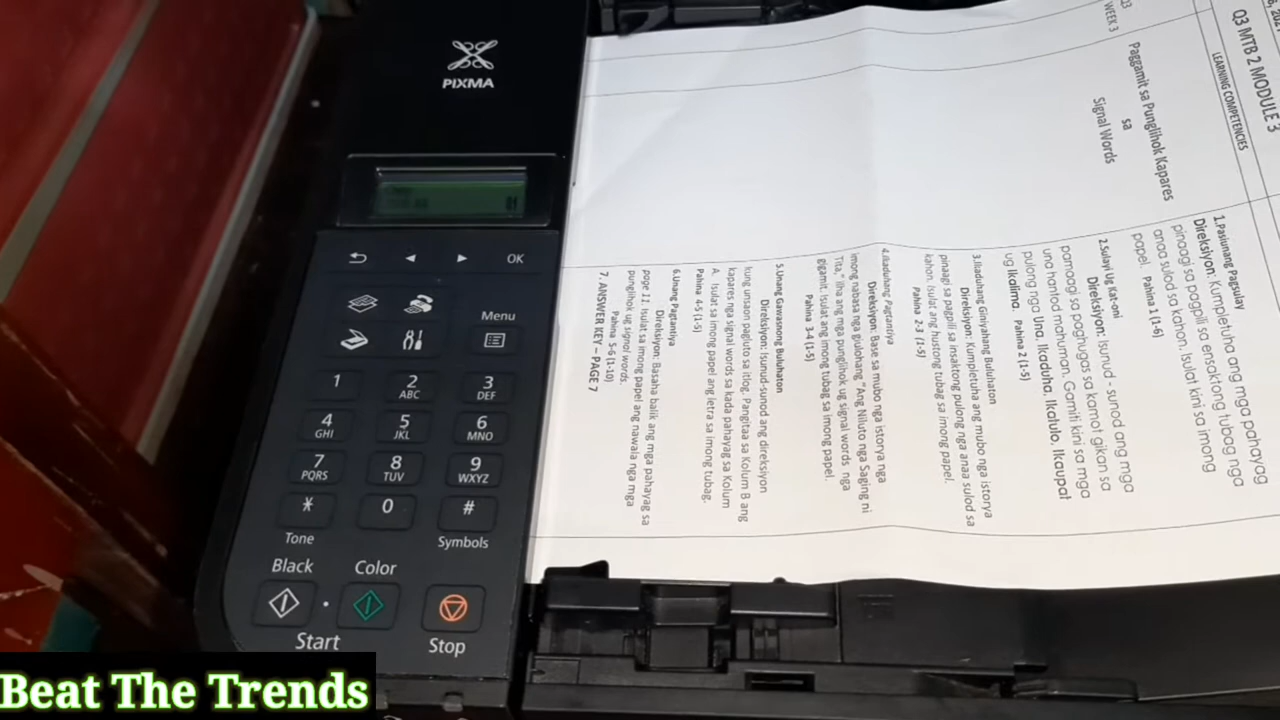 PIXMA
OK
Menu
1
2
ABC
3
DEF
4
GHI
5
JKL
6
MNO
7
PQRS
8
TUV
9
WXYZ
*
0
#
Tone
Symbols
Black
Color
Start
Stop
Q3 MTB 2 MODULE 3
LEARNING COMPETENCIES
Q3
WEEK 3
Paggamit sa Punglihok Kapares
sa
Signal Words
1.Pasiunang Pagsulay
Direksiyon: Kumpletuha ang mga pahayag
pinaagi sa pagpili sa ensaktong tubag nga
anaa sulod sa kahon. Isulat kini sa imong
papel. Pahina 1 (1-6)
2.Sulayi Ug Kat-oni
Direksiyon: Isunud - sunod ang mga
pamaagi sa paghugas sa kamot gikan sa
una hantod mahuman. Gamiti kini sa mga
pulong nga Una, Ikaduha, Ikatulo, Ikaupat
ug Ikalima. Pahina 2 (1-5)
3.Ikaduhang Giniyahang Buluhaton
Direksiyon: Kumpletuha ang mubo nga istorya
pinaagi sa pagpili sa insaktong pulong nga anaa sulod sa
kahon. Isulat ang hustong tubag sa imong papel.
Pahina 2-3 (1-5)
4.Ikaduhang Pagtantiya
Direksiyon: Base sa mubo nga istorya nga
imong nabasa nga giulohang "Ang Niluto nga Saging ni
Tita," ilha ang mga punglihok ug signal words nga
gigamit. Isulat ang imong tubag sa imong papel.
Pahina 3-4 (1-5)
5.Unang Gawasnong Buluhaton
Direksiyon: Isunud-sunod ang direksiyon
kung unsaon pagluto sa itlog. Pangitaa sa Kolum B ang
kapares nga signal words sa kada pahayag sa Kolum
A. Isulat sa imong papel ang letra sa imong tubag.
Pahina 4-5 (1-5)
6.Unang Pagtantiya
Direksiyon: Basaha balik ang mga pahayag sa
page 11. Isulat sa imong papel ang nawala nga mga
punglihok ug signal words.
Pahina 5-6 (1-10)
7. ANSWER KEY – PAGE 7
Beat The Trends